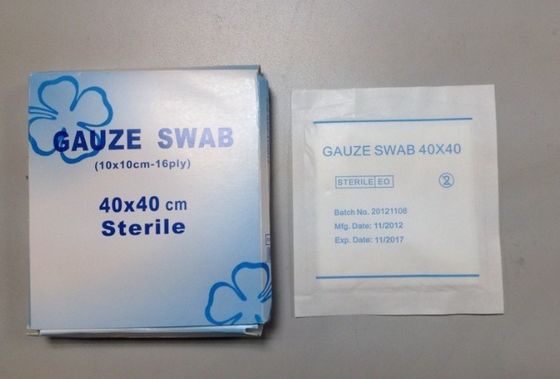 GAUZE SWAB
(10x10cm-16ply)
40x40 cm
Sterile
GAUZE SWAB 40X40
STERILE EO
2
Batch No. 20121108
Mfg. Date: 11/2012
Exp. Date: 11/2017